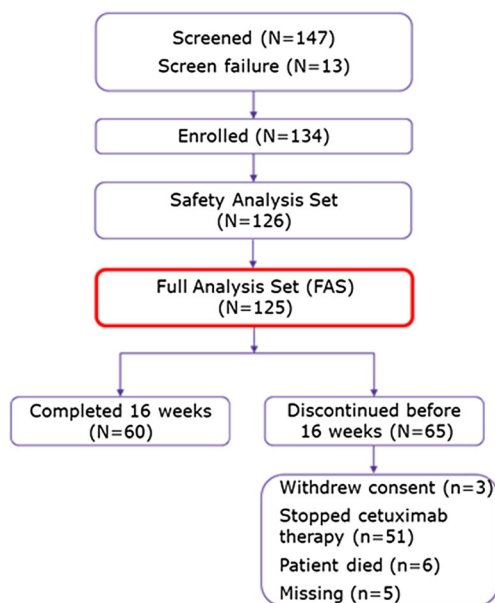 Screened (N=147)
Screen failure (N=13)
Enrolled (N=134)
Safety Analysis Set
(N=126)
Full Analysis Set (FAS)
(N=125)
Completed 16 weeks
(N=60)
Discontinued before
16 weeks (N=65)
Withdrew consent (n=3)
Stopped cetuximab
therapy (n=51)
Patient died (n=6)
Missing (n=5)